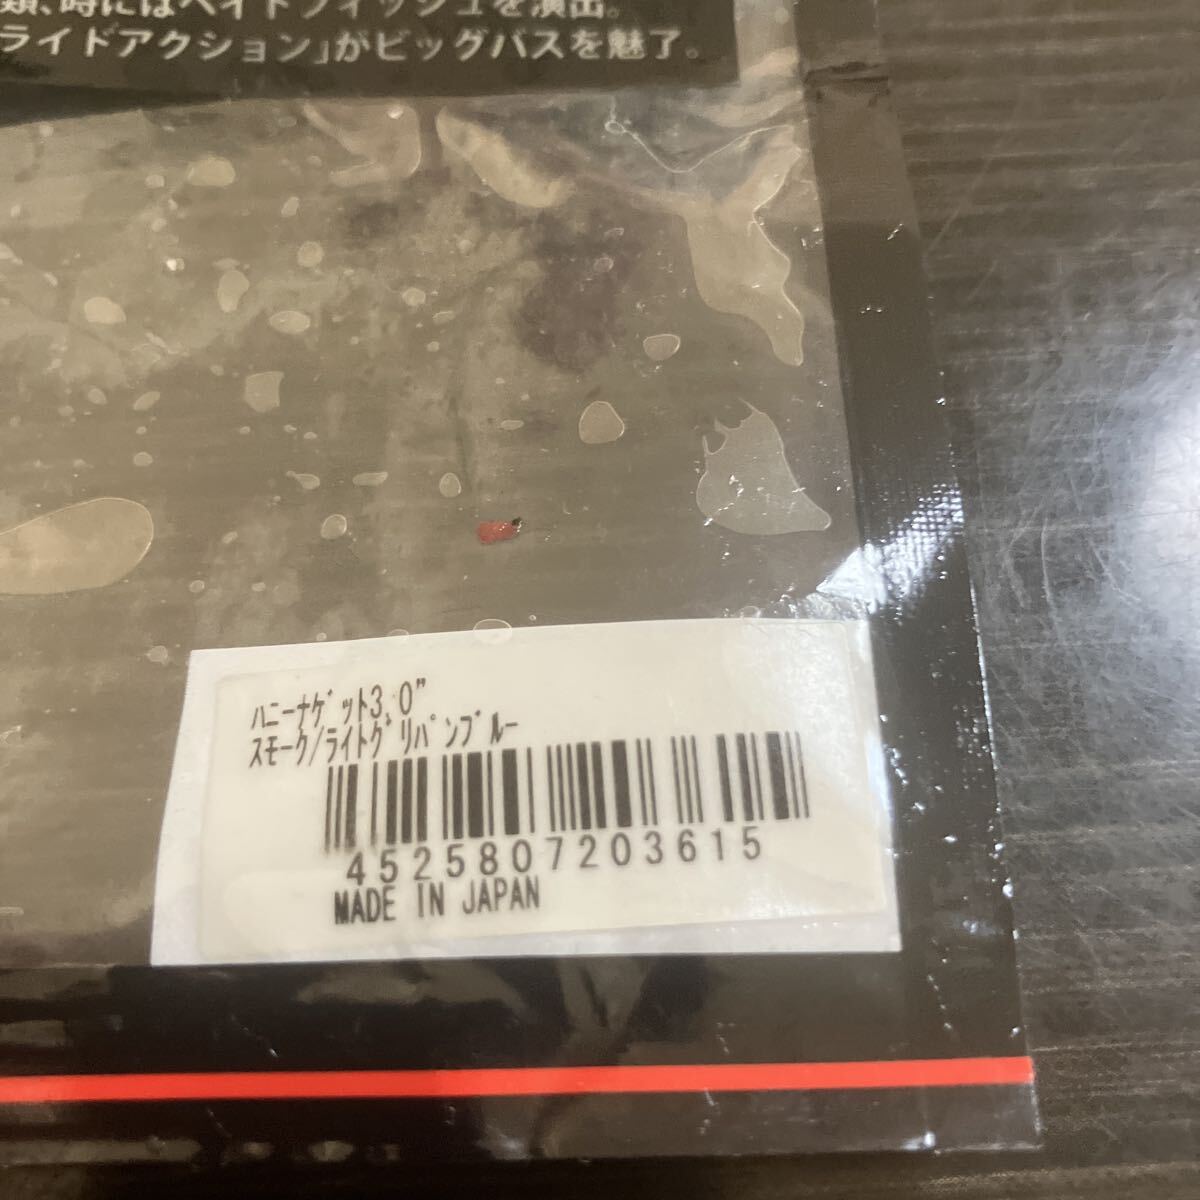 類、時にはベイトフィッシュを演出。
ライドアクション」がビッグバスを魅了。
ﾊﾆｰﾅｹﾞｯﾄ3.0"
ｽﾓｰｸ/ﾗｲﾄｸﾞﾘﾊﾟﾝﾌﾞﾙｰ
4525807203615
MADE IN JAPAN